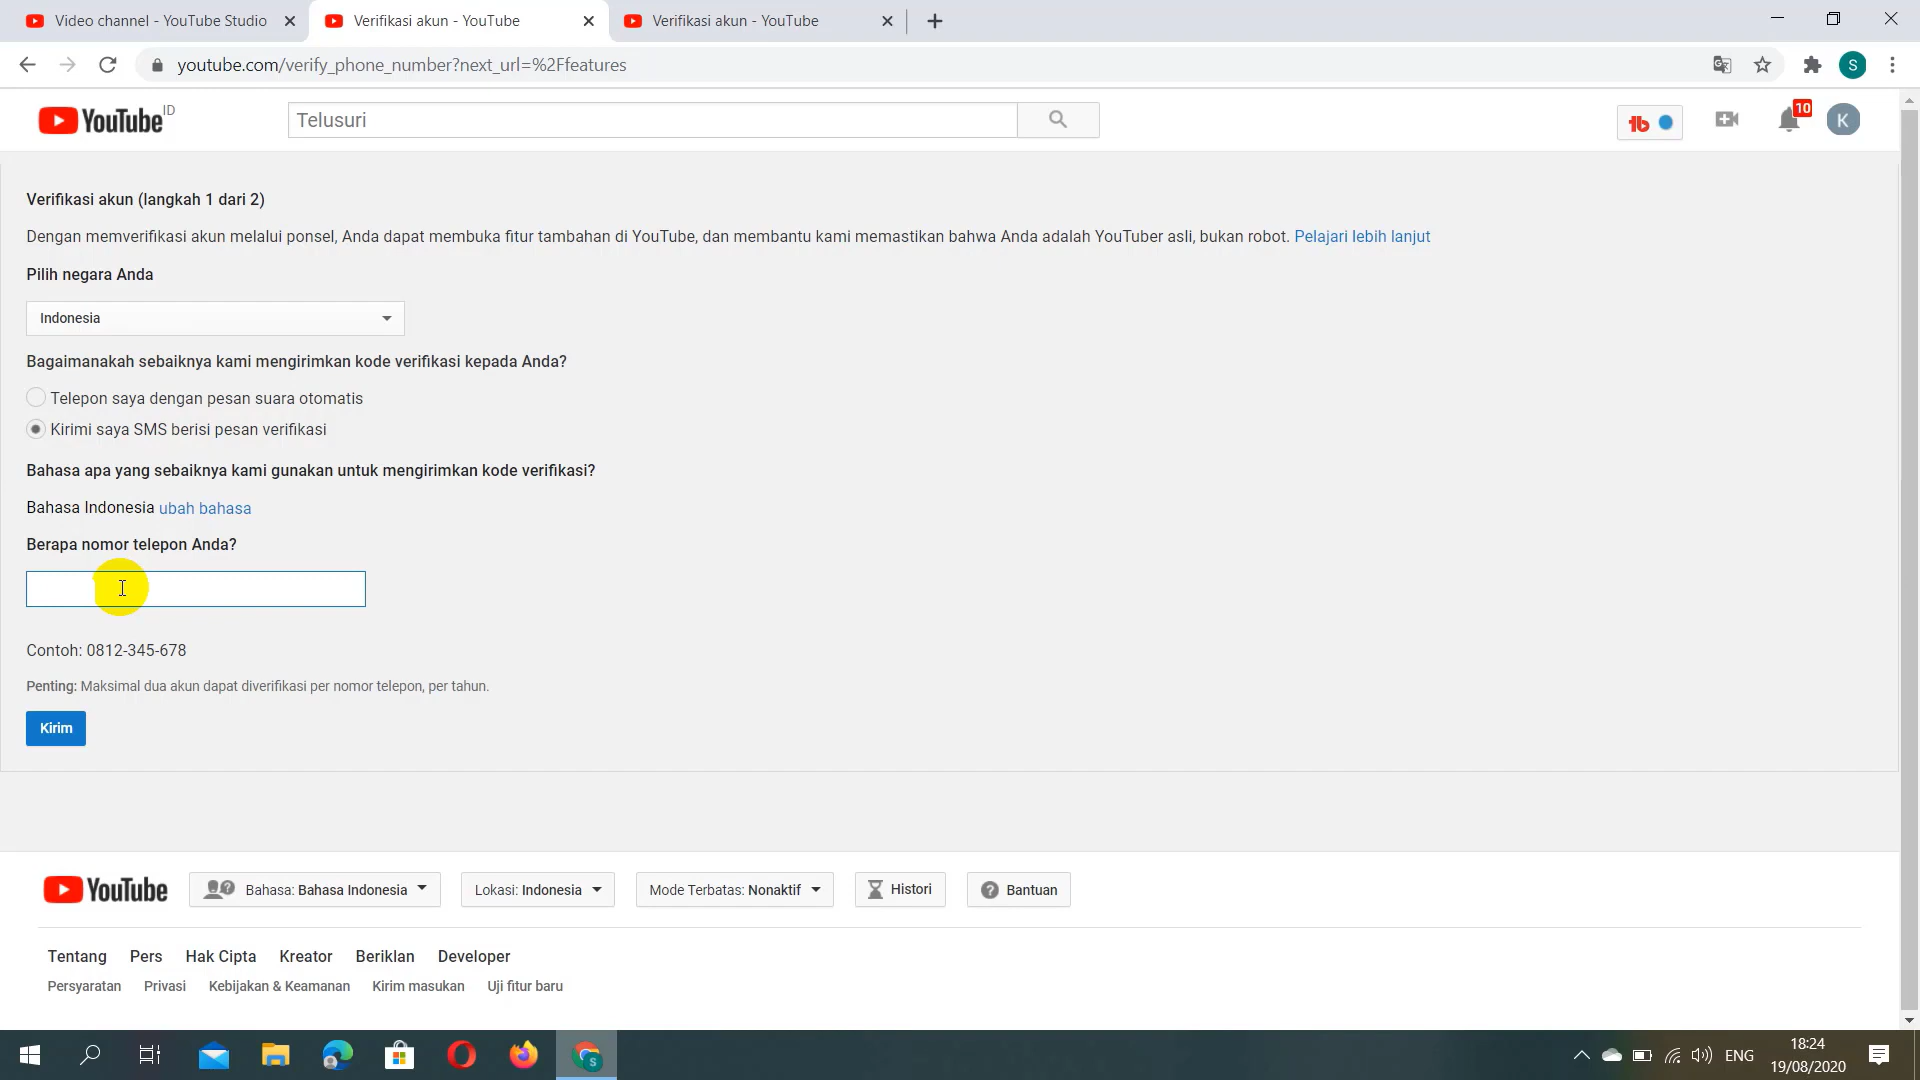 Video channel - YouTube Studio
Verifikasi akun - YouTube
Verifikasi akun - YouTube
youtube.com/verify_phone_number?next_url=%2Ffeatures
S
YouTube ID
Telusuri
tb
10
K
Verifikasi akun (langkah 1 dari 2)
Dengan memverifikasi akun melalui ponsel, Anda dapat membuka fitur tambahan di YouTube, dan membantu kami memastikan bahwa Anda adalah YouTuber asli, bukan robot. Pelajari lebih lanjut
Pilih negara Anda
Indonesia
Bagaimanakah sebaiknya kami mengirimkan kode verifikasi kepada Anda?
Telepon saya dengan pesan suara otomatis
Kirimi saya SMS berisi pesan verifikasi
Bahasa apa yang sebaiknya kami gunakan untuk mengirimkan kode verifikasi?
Bahasa Indonesia ubah bahasa
Berapa nomor telepon Anda?
Contoh: 0812-345-678
Penting: Maksimal dua akun dapat diverifikasi per nomor telepon, per tahun.
Kirim
YouTube
Bahasa: Bahasa Indonesia
Lokasi: Indonesia
Mode Terbatas: Nonaktif
Histori
Bantuan
Tentang Pers Hak Cipta Kreator Beriklan Developer
Persyaratan Privasi Kebijakan & Keamanan Kirim masukan Uji fitur baru
S
ENG
18:24
19/08/2020